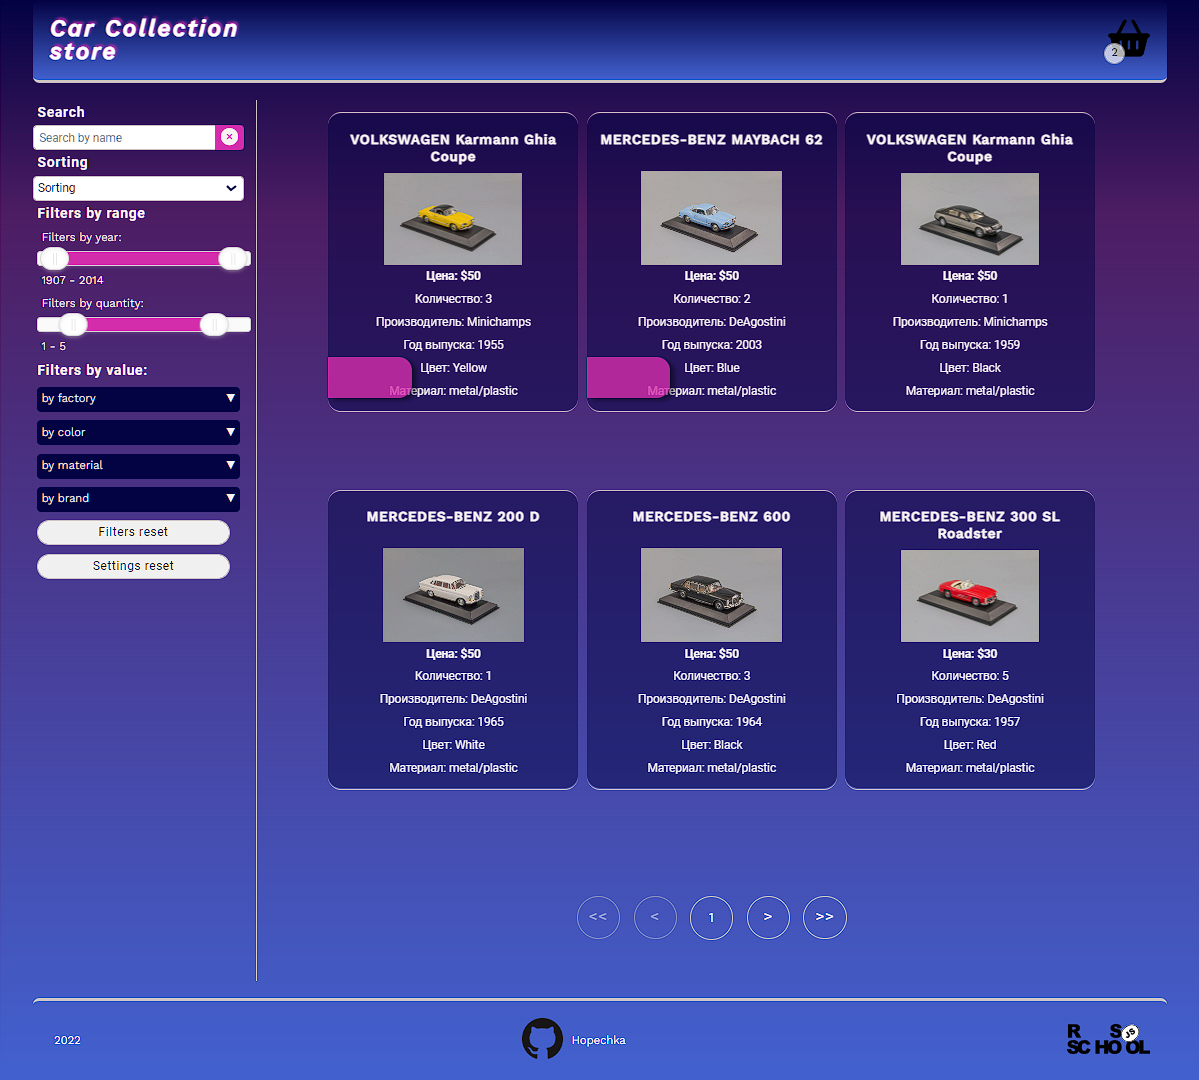 Car Collection
store
2
Search
Search by name
×
Sorting
Sorting
Filters by range
Filters by year:
1907 - 2014
Filters by quantity:
1 - 5
Filters by value:
by factory ▼
by color ▼
by material ▼
by brand ▼
Filters reset
Settings reset
VOLKSWAGEN Karmann Ghia
Coupe
Цена: $50
Количество: 3
Производитель: Minichamps
Год выпуска: 1955
Цвет: Yellow
Материал: metal/plastic
MERCEDES-BENZ MAYBACH 62
Цена: $50
Количество: 2
Производитель: DeAgostini
Год выпуска: 2003
Цвет: Blue
Материал: metal/plastic
VOLKSWAGEN Karmann Ghia
Coupe
Цена: $50
Количество: 1
Производитель: Minichamps
Год выпуска: 1959
Цвет: Black
Материал: metal/plastic
MERCEDES-BENZ 200 D
Цена: $50
Количество: 1
Производитель: DeAgostini
Год выпуска: 1965
Цвет: White
Материал: metal/plastic
MERCEDES-BENZ 600
Цена: $50
Количество: 3
Производитель: DeAgostini
Год выпуска: 1964
Цвет: Black
Материал: metal/plastic
MERCEDES-BENZ 300 SL
Roadster
Цена: $30
Количество: 5
Производитель: DeAgostini
Год выпуска: 1957
Цвет: Red
Материал: metal/plastic
<< < 1 > >>
2022
Hopechka
R S JS
SCHOOL